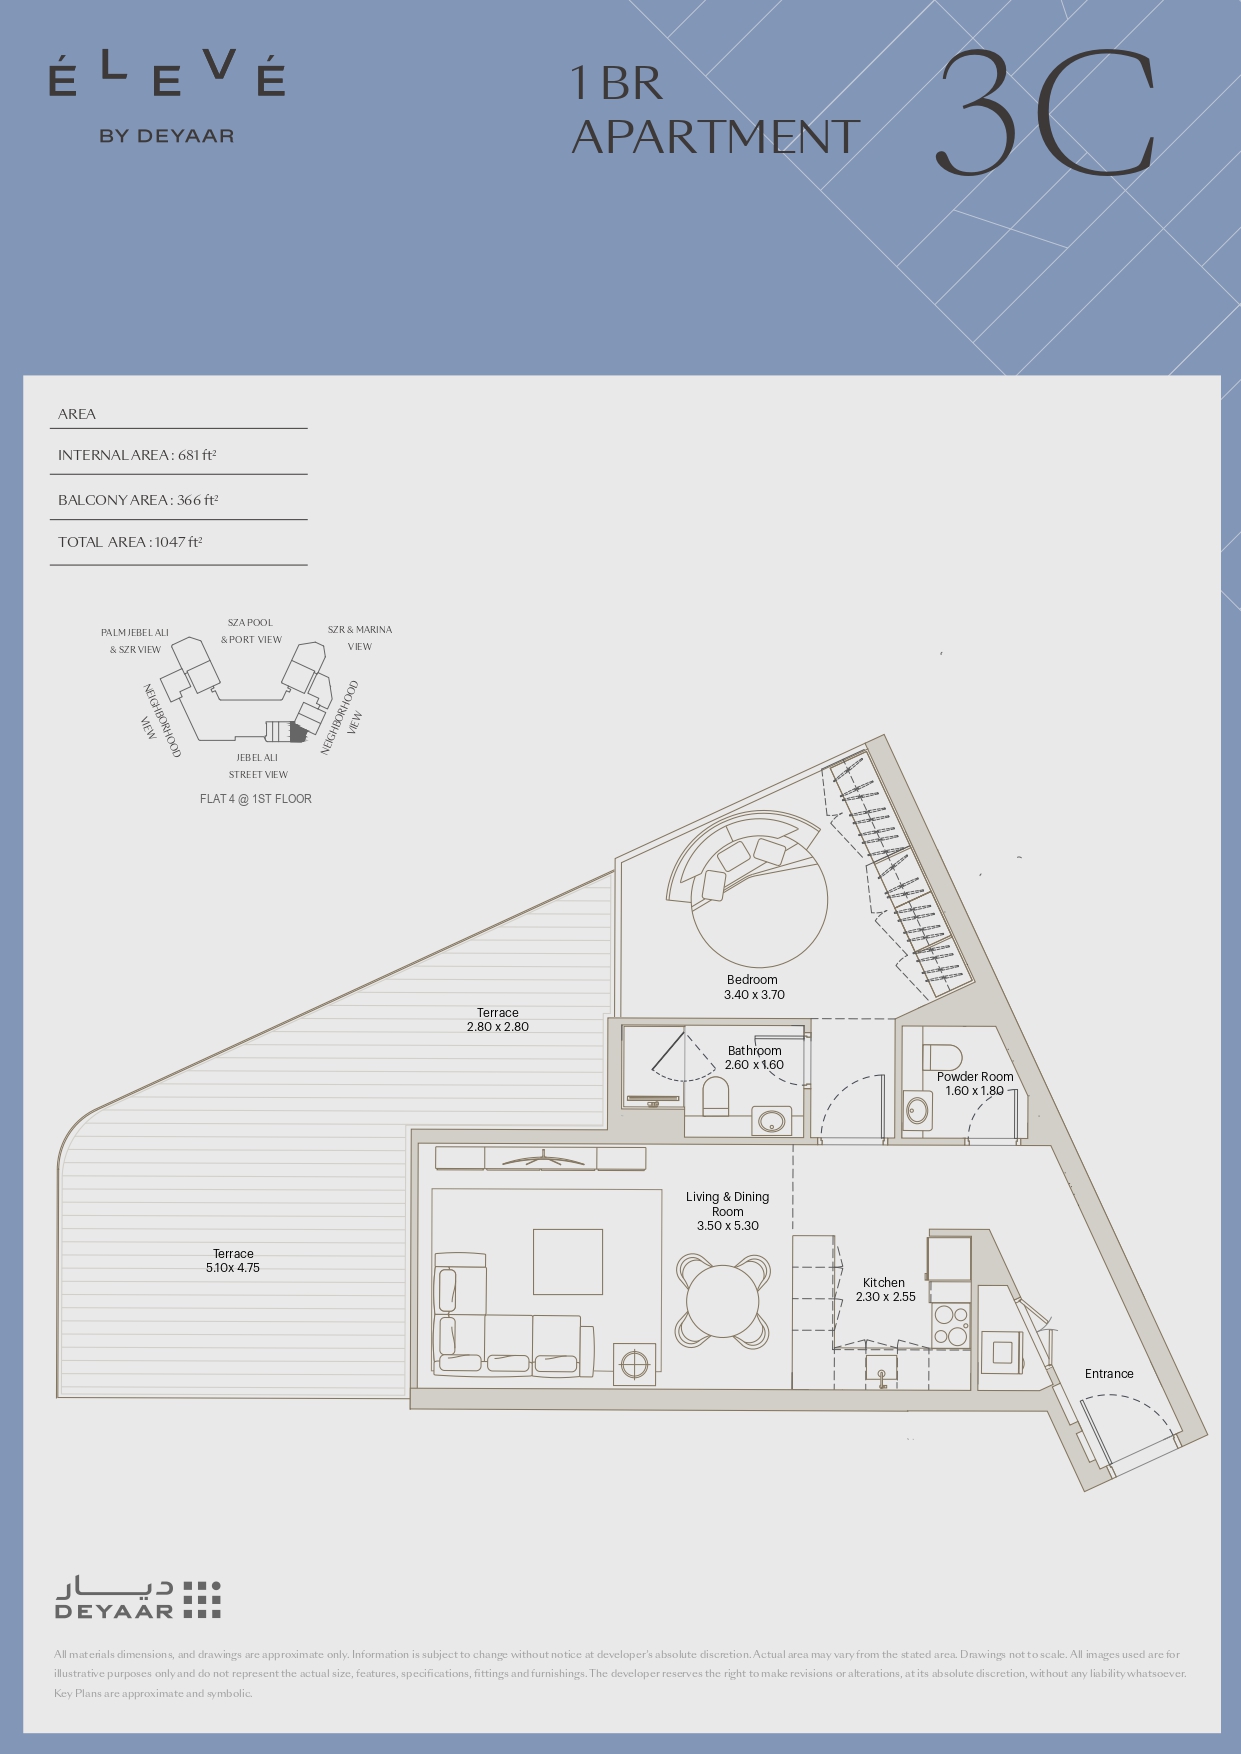 ÉLEVÉ
BY DEYAAR
1 BR
APARTMENT
3C
AREA
INTERNAL AREA : 681 ft²
BALCONY AREA : 366 ft²
TOTAL AREA : 1047 ft²
PALM JEBEL ALI
& SZR VIEW
SZA POOL
& PORT VIEW
SZR & MARINA
VIEW
NEIGHBORHOOD
VIEW
NEIGHBORHOOD
VIEW
JEBEL ALI
STREET VIEW
FLAT 4 @ 1ST FLOOR
Bedroom
3.40 x 3.70
Terrace
2.80 x 2.80
Bathroom
2.60 x 1.60
Powder Room
1.60 x 1.80
Living & Dining
Room
3.50 x 5.30
Terrace
5.10x 4.75
Kitchen
2.30 x 2.55
Entrance
ديار
DEYAAR
All materials dimensions, and drawings are approximate only. Information is subject to change without notice at developer's absolute discretion. Actual area may vary from the stated area. Drawings not to scale. All images used are for
illustrative purposes only and do not represent the actual size, features, specifications, fittings and furnishings. The developer reserves the right to make revisions or alterations, at its absolute discretion, without any liability whatsoever.
Key Plans are approximate and symbolic.